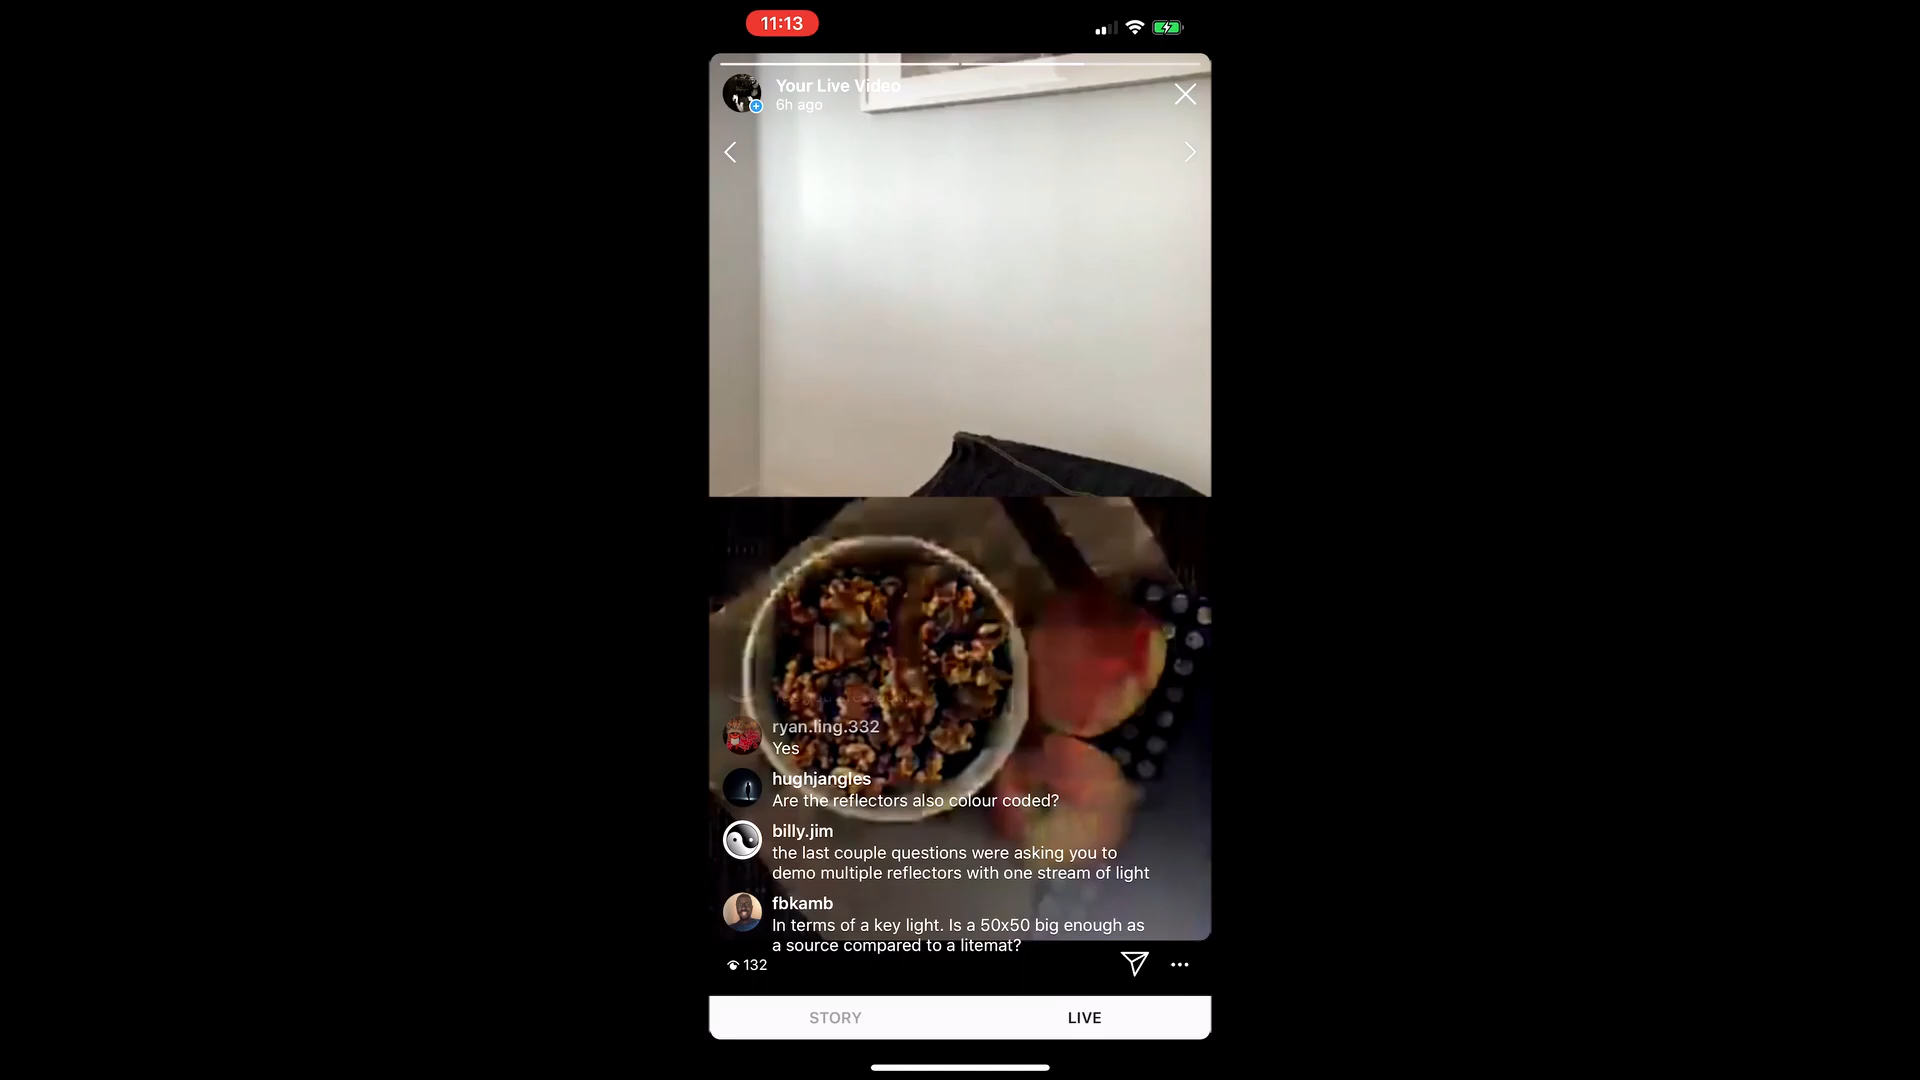 11:13
Your Live Video
6h ago
ryan.ling.332
Yes
hughjangles
Are the reflectors also colour coded?
billy.jim
the last couple questions were asking you to
demo multiple reflectors with one stream of light
fbkamb
In terms of a key light. Is a 50x50 big enough as
a source compared to a litemat?
132
STORY
LIVE